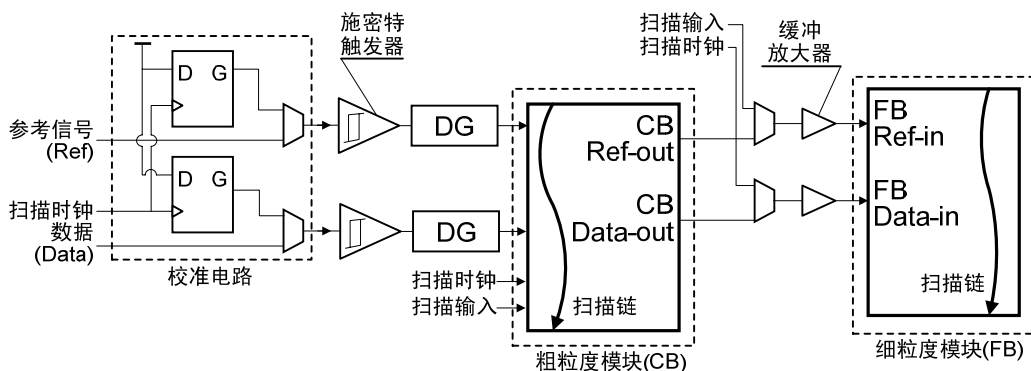 施密特
触发器
D G
参考信号
(Ref)
D G
扫描时钟
数据
(Data)
校准电路
DG
DG
扫描时钟
扫描输入
CB
Ref-out
CB
Data-out
扫描链
粗粒度模块(CB)
扫描输入
扫描时钟
缓冲
放大器
FB
Ref-in
FB
Data-in
扫描链
细粒度模块(FB)